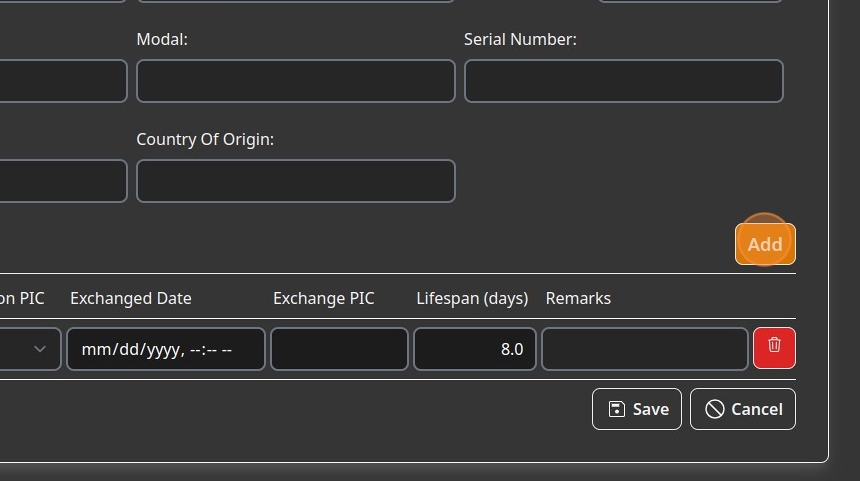 Modal: Serial Number:
Country Of Origin:
Add
on PIC Exchanged Date Exchange PIC Lifespan (days) Remarks
mm/dd/yyyy, --:-- -- 8.0
Save Cancel